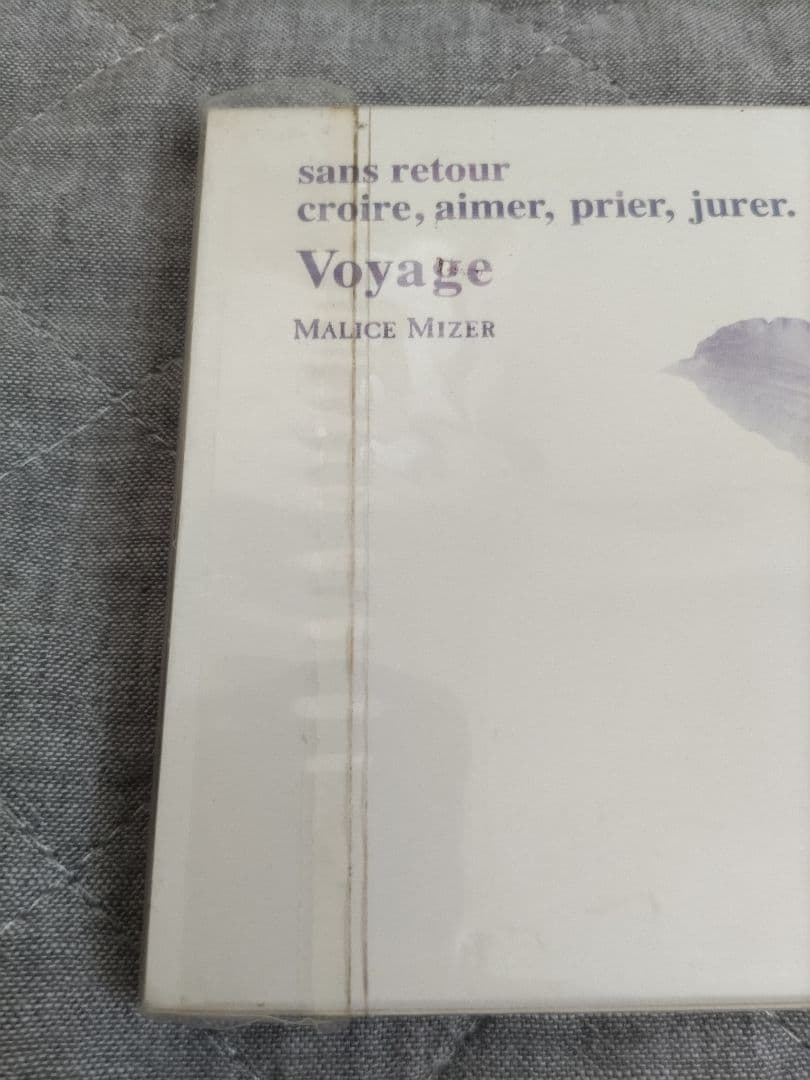 sans retour
croire, aimer, prier, jurer.
Voyage
MALICE MIZER